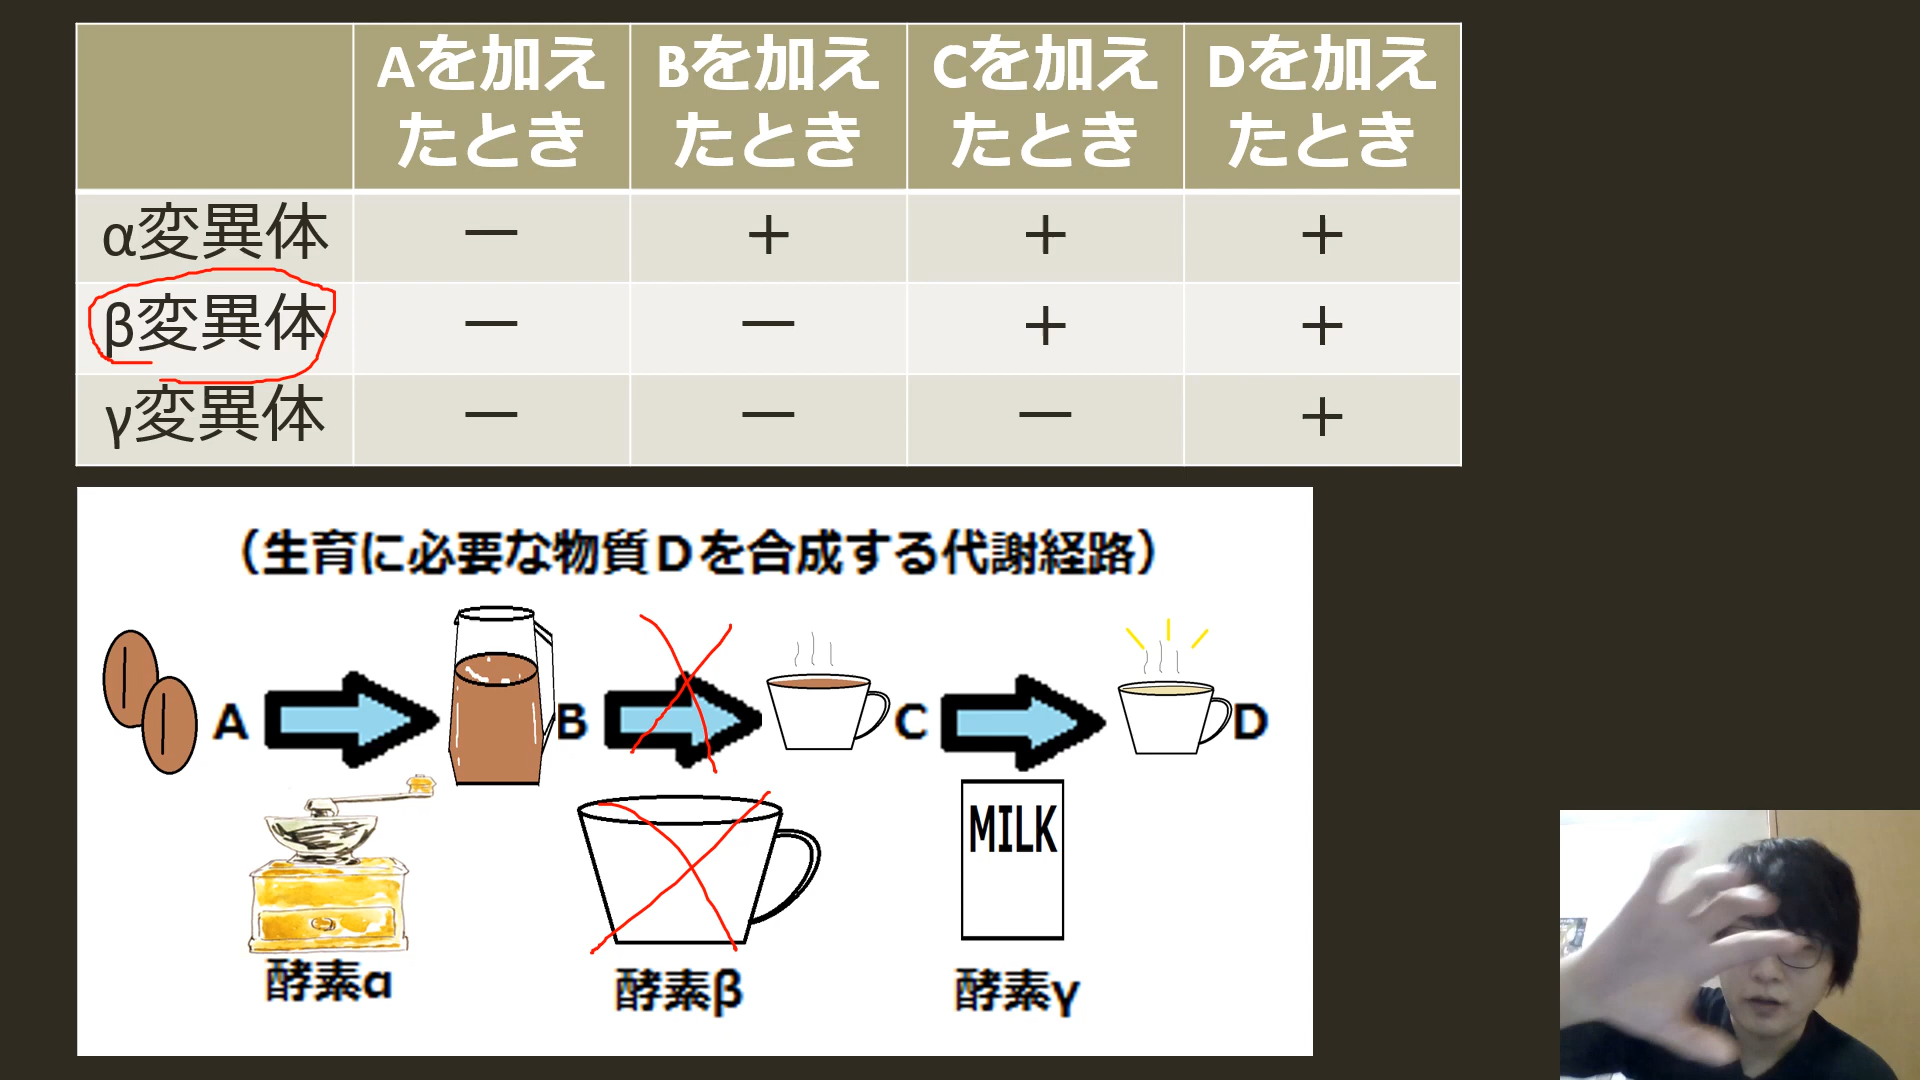 Aを加え
たとき
Bを加え
たとき
Cを加え
たとき
Dを加え
たとき
α変異体 － ＋ ＋ ＋
β変異体 － － ＋ ＋
γ変異体 － － － ＋
（生育に必要な物質Ｄを合成する代謝経路）
A B C D
MILK
酵素α 酵素β 酵素γ